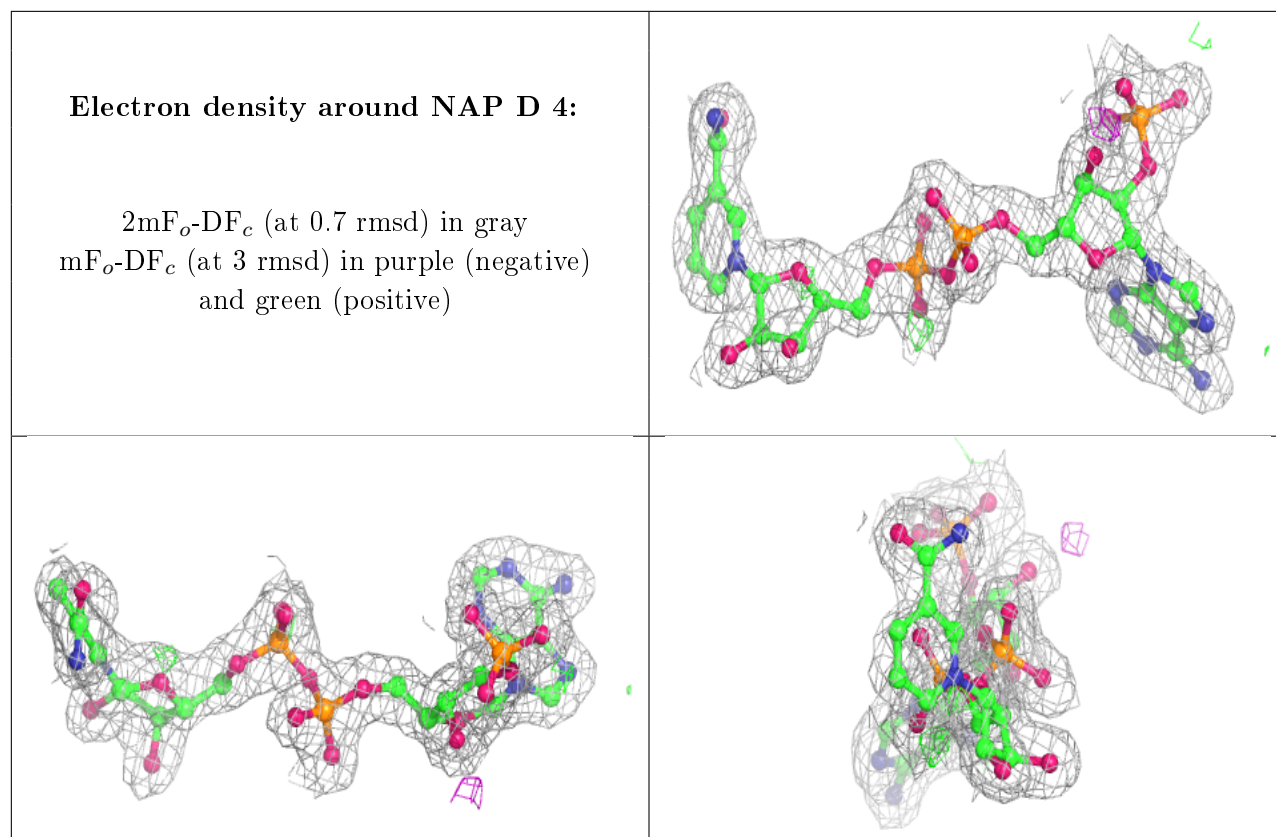 Electron density around NAP D 4:
2mFo-DFc (at 0.7 rmsd) in gray
mFo-DFc (at 3 rmsd) in purple (negative)
and green (positive)